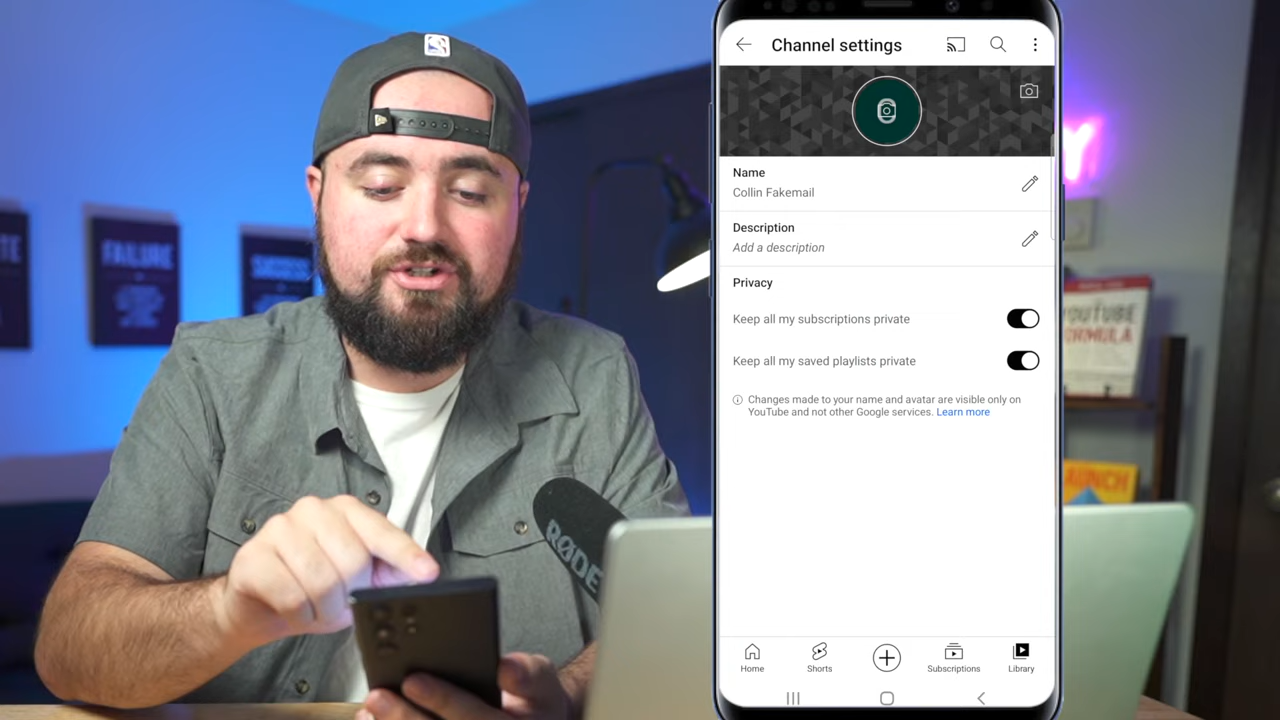 Channel settings
Name
Collin Fakemail
Description
Add a description
Privacy
Keep all my subscriptions private
Keep all my saved playlists private
Changes made to your name and avatar are visible only on
YouTube and not other Google services. Learn more
Home
Shorts
Subscriptions
Library
FAILURE
SUCCESS
RØDE
YOUTUBE
FORMULA
LAUNCH
Y